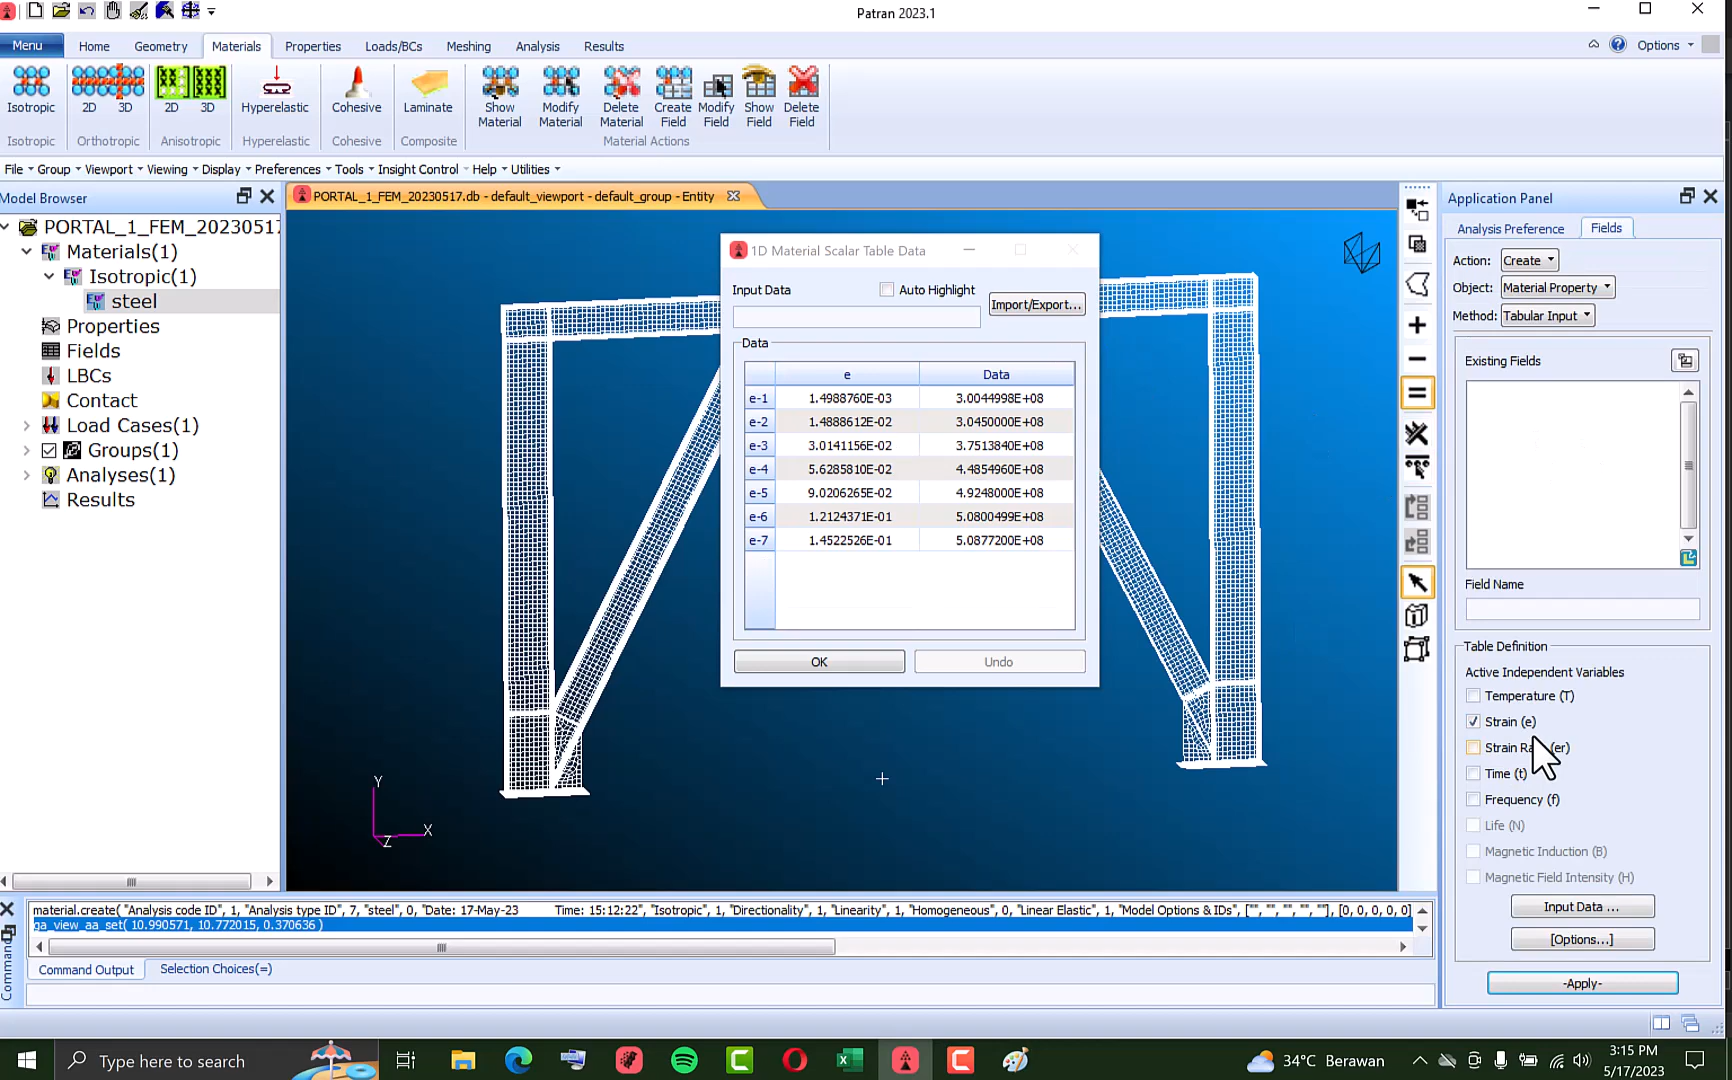 Patran 2023.1
Menu Home Geometry Materials Properties Loads/BCs Meshing Analysis Results Options
Isotropic 2D 3D 2D 3D Hyperelastic Cohesive Laminate Show Material Modify Material Delete Material Create Field Modify Field Show Field Delete Field
Isotropic Orthotropic Anisotropic Hyperelastic Cohesive Composite Material Actions
File Group Viewport Viewing Display Preferences Tools Insight Control Help Utilities
Model Browser
PORTAL_1_FEM_2023051
Materials(1)
Isotropic(1)
steel
Properties
Fields
LBCs
Contact
Load Cases(1)
Groups(1)
Analyses(1)
Results
PORTAL_1_FEM_20230517.db - default_viewport - default_group - Entity
1D Material Scalar Table Data
Input Data Auto Highlight Import/Export...
Data
e Data
e-1 1.4988760E-03 3.0044998E+08
e-2 1.4888612E-02 3.0450000E+08
e-3 3.0141156E-02 3.7513840E+08
e-4 5.6285810E-02 4.4854960E+08
e-5 9.0206265E-02 4.9248000E+08
e-6 1.2124371E-01 5.0800499E+08
e-7 1.4522526E-01 5.0877200E+08
OK Undo
Y
X
Z
Application Panel
Analysis Preference Fields
Action: Create
Object: Material Property
Method: Tabular Input
Existing Fields
Field Name
Table Definition
Active Independent Variables
Temperature (T)
Strain (e)
Strain (er)
Time (t)
Frequency (f)
Life (N)
Magnetic Induction (B)
Magnetic Field Intensity (H)
Input Data ...
[Options...]
-Apply-
material.create( "Analysis code ID", 1, "Analysis type ID", 7, "steel", 0, "Date: 17-May-23 Time: 15:12:22", "Isotropic", 1, "Directionality", 1, "Linearity", 1, "Homogeneous", 0, "Linear Elastic", 1, "Model Options & IDs", ["", "", "", "", ""], [0, 0, 0, 0, 0]
ga_view_aa_set( 10.990571, 10.772015, 0.370636 )
Command Output Selection Choices(=)
Command
Type here to search
34°C Berawan
3:15 PM
5/17/2023